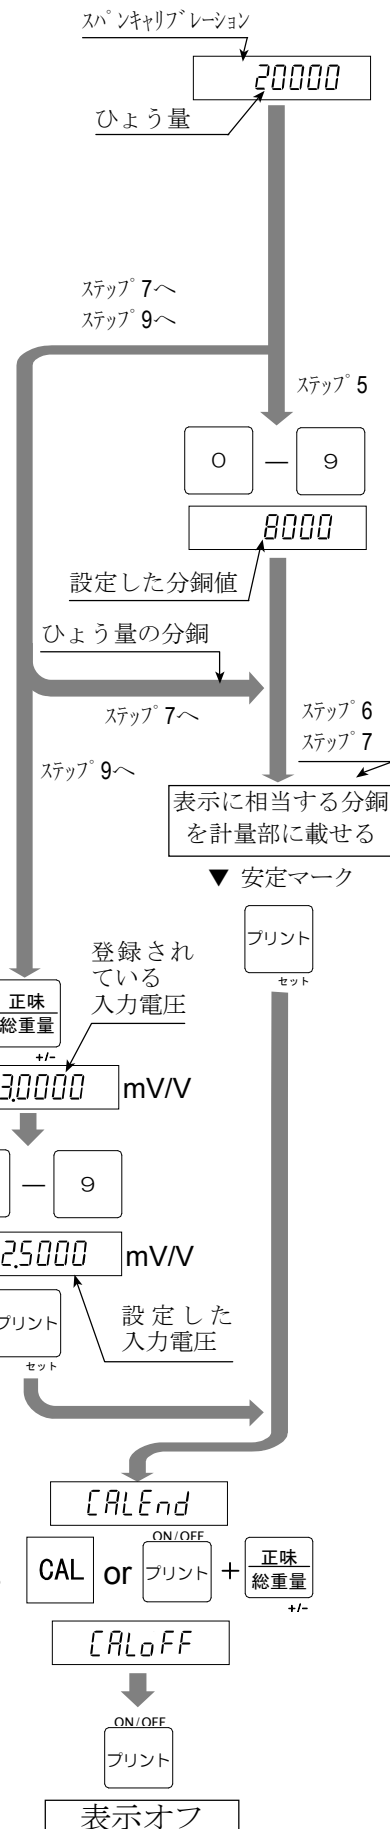 スパンキャリブレーション
20000
ひょう量
ステップ 7へ
ステップ 9へ
ステップ 5
0 － 9
8000
設定した分銅値
ひょう量の分銅
ステップ 7へ
ステップ 6
ステップ 7
ステップ 9へ
表示に相当する分銅
を計量部に載せる
▼ 安定マーク
プリント
セット
登録され
ている
入力電圧
正味
総重量
+/-
3.0000 mV/V
－ 9
2.5000 mV/V
プリント
セット
設定した
入力電圧
CALEnd
ON/OFF
CAL or プリント + 正味
総重量
+/-
CALoFF
ON/OFF
プリント
表示オフ